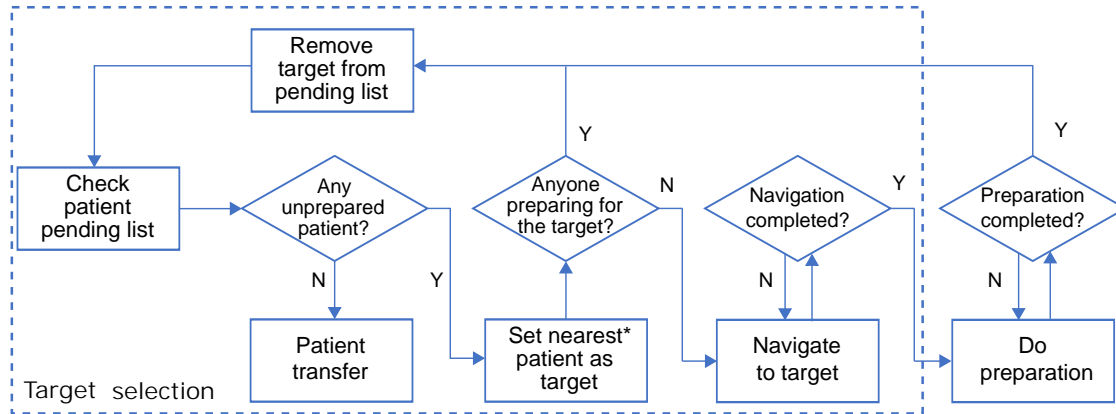 Remove
target from
pending list
Y
Y
Check
patient
pending list
Any
unprepared
patient?
Anyone
preparing for
the target?
N
Navigation
completed?
Y
Preparation
completed?
N
Y
N
N
Patient
transfer
Set nearest*
patient as
target
Navigate
to target
Do
preparation
Target selection